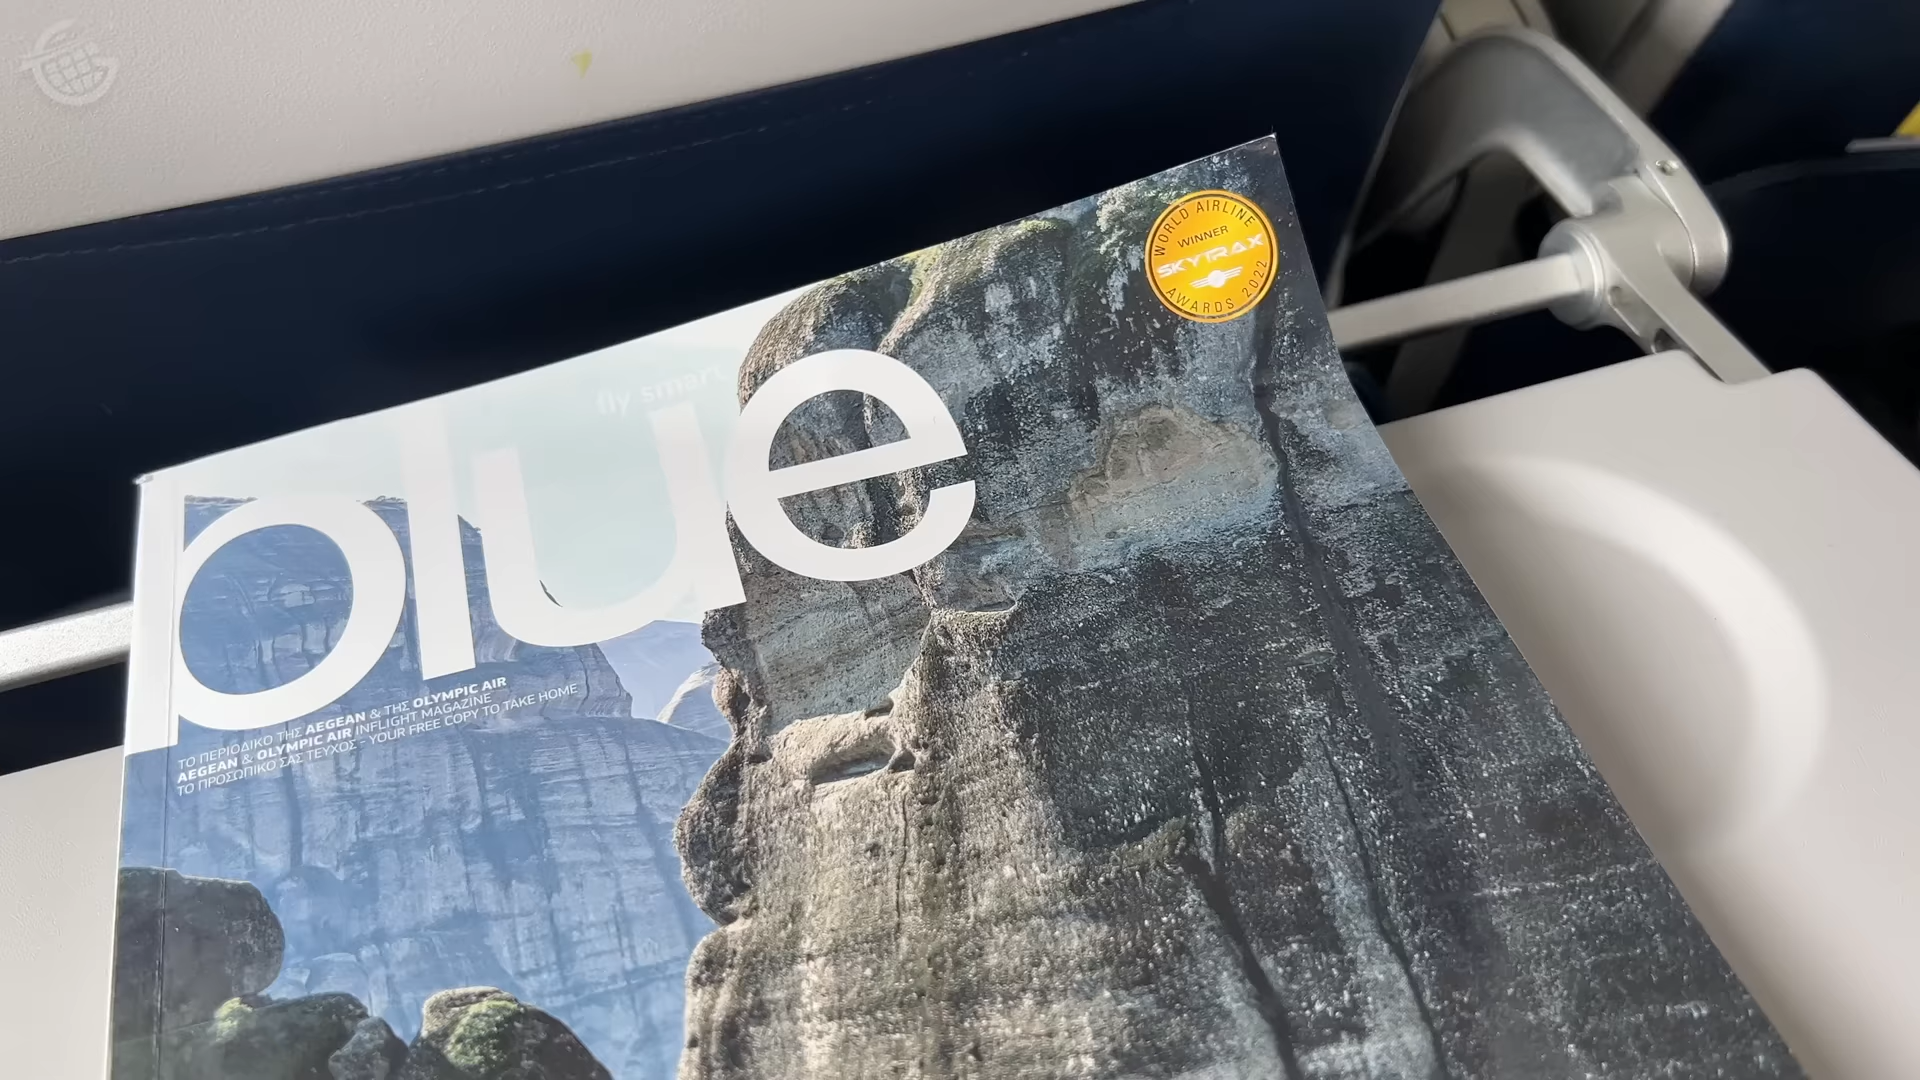 fly smart
blue
ΤΟ ΠΕΡΙΟΔΙΚΟ ΤΗΣ AEGEAN & ΤΗΣ OLYMPIC AIR
AEGEAN & OLYMPIC AIR INFLIGHT MAGAZINE
ΤΟ ΠΡΟΣΩΠΙΚΟ ΣΑΣ ΤΕΥΧΟΣ - YOUR FREE COPY TO TAKE HOME
WORLD AIRLINE
WINNER
SKYTRAX
AWARDS 2022